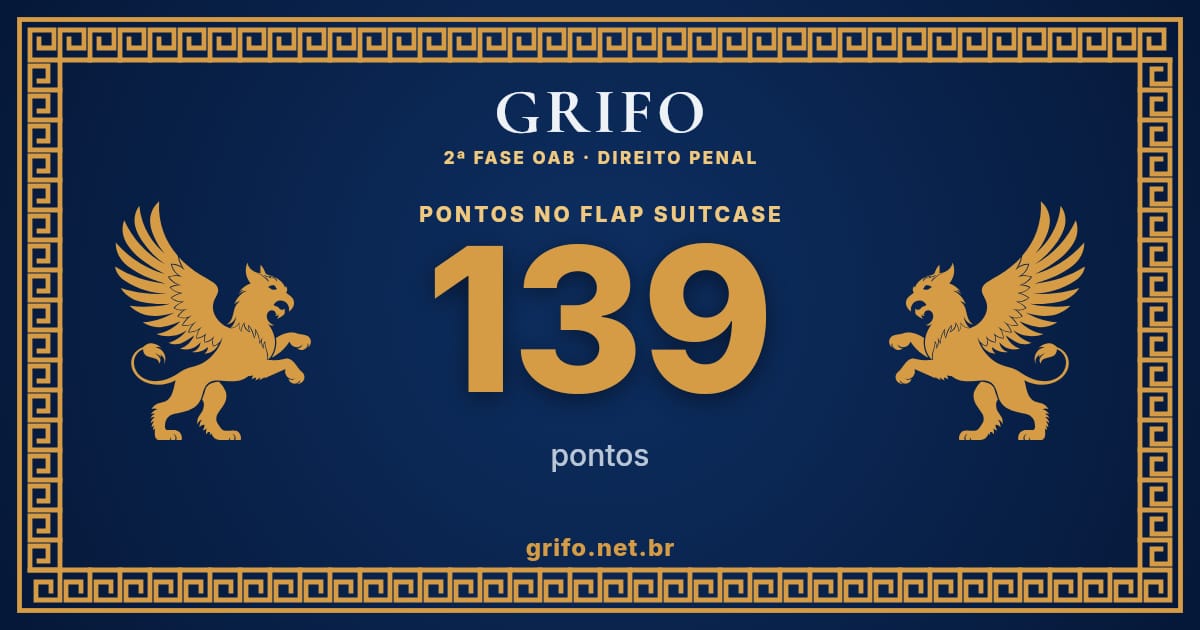 GRIFO
2ª FASE OAB · DIREITO PENAL
PONTOS NO FLAP SUITCASE
139
pontos
grifo.net.br